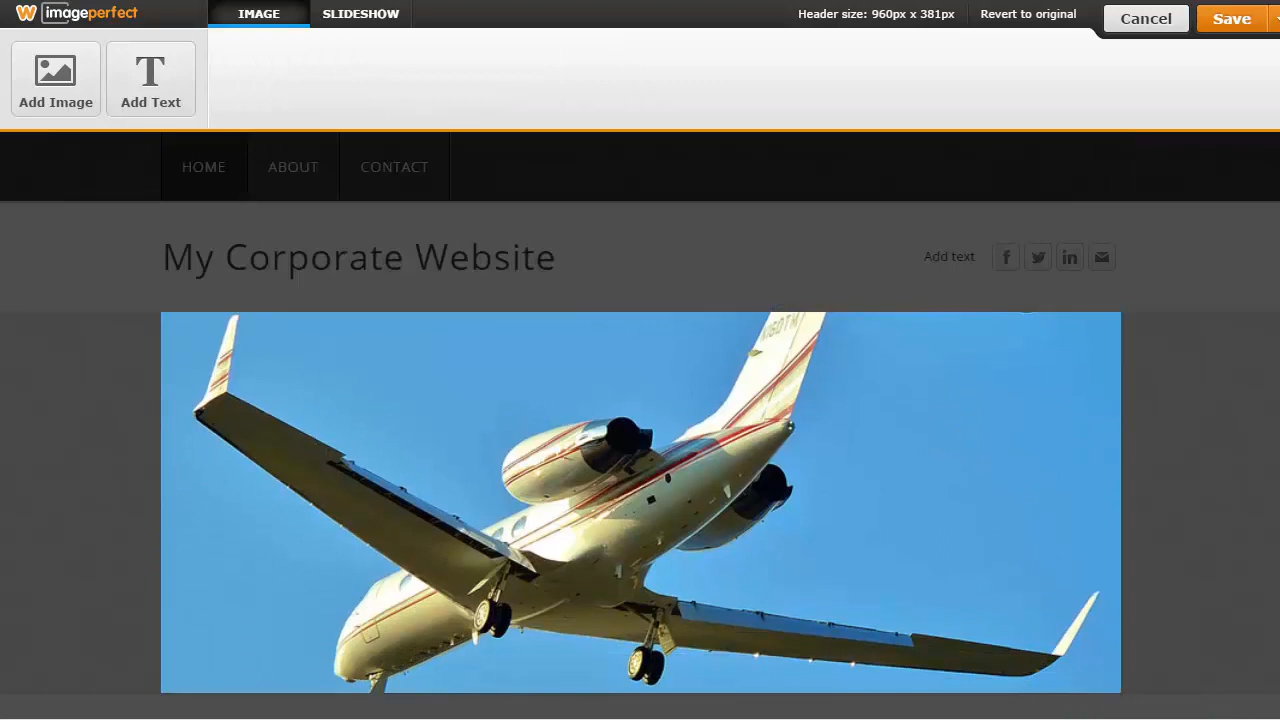 W imageperfect
IMAGE
SLIDESHOW
Header size: 960px x 381px
Revert to original
Cancel
Save
Add Image
T
Add Text
HOME
ABOUT
CONTACT
My Corporate Website
Add text
f
in